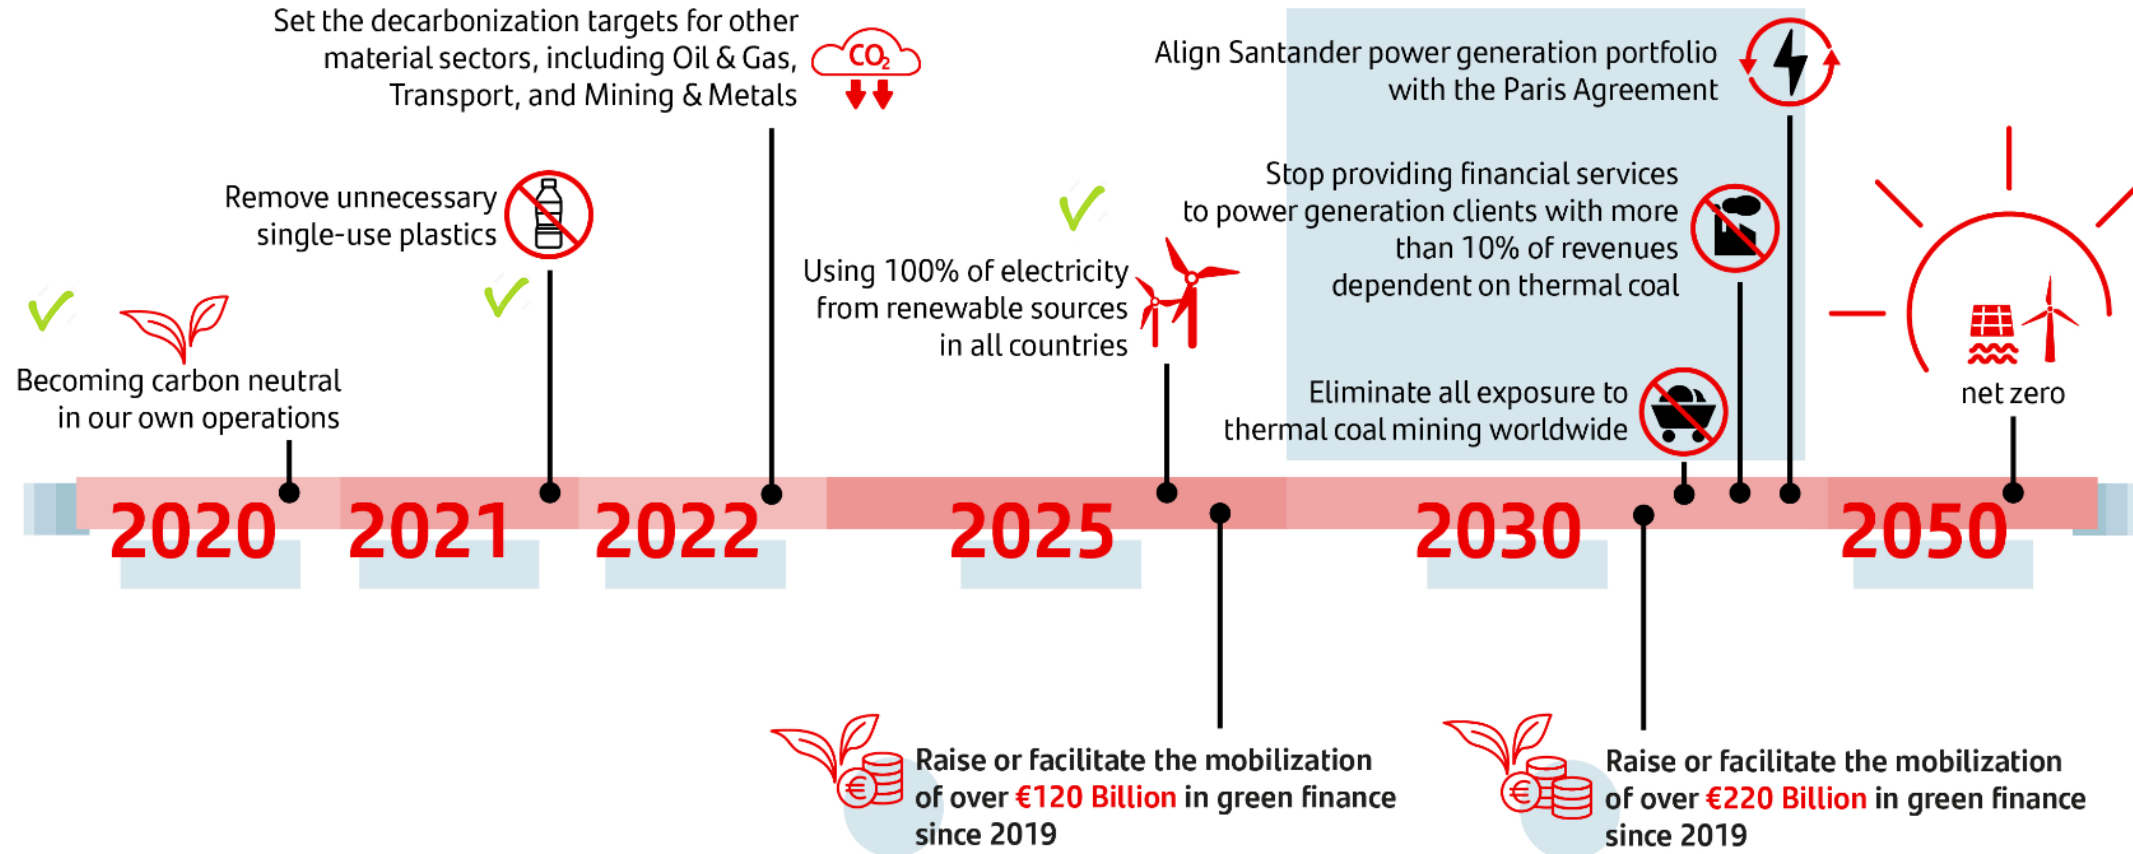 Set the decarbonization targets for other
material sectors, including Oil & Gas,
Transport, and Mining & Metals
CO₂
Align Santander power generation portfolio
with the Paris Agreement
Remove unnecessary
single-use plastics
Stop providing financial services
to power generation clients with more
than 10% of revenues
dependent on thermal coal
Using 100% of electricity
from renewable sources
in all countries
Becoming carbon neutral
in our own operations
Eliminate all exposure to
thermal coal mining worldwide
net zero
2020
2021
2022
2025
2030
2050
€
Raise or facilitate the mobilization
of over €120 Billion in green finance
since 2019
€
Raise or facilitate the mobilization
of over €220 Billion in green finance
since 2019